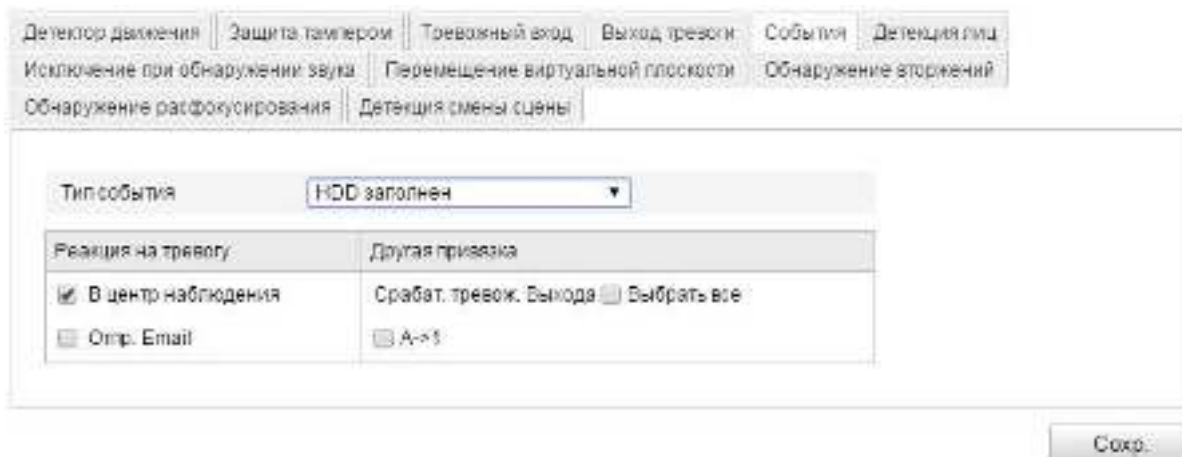 Детектор движения Защита тампером Тревожный вход Выход тревоги События Детекция лиц
Исключение при обнаружении звука Перемещение виртуальной плоскости Обнаружение вторжений
Обнаружение расфокусирования Детекция смены сцены
Тип события HDD заполнен
Реакция на тревогу Другая привязка
В центр наблюдения Срабат. тревож. Выхода Выбрать все
Отпр. Email A->1
Сохр.